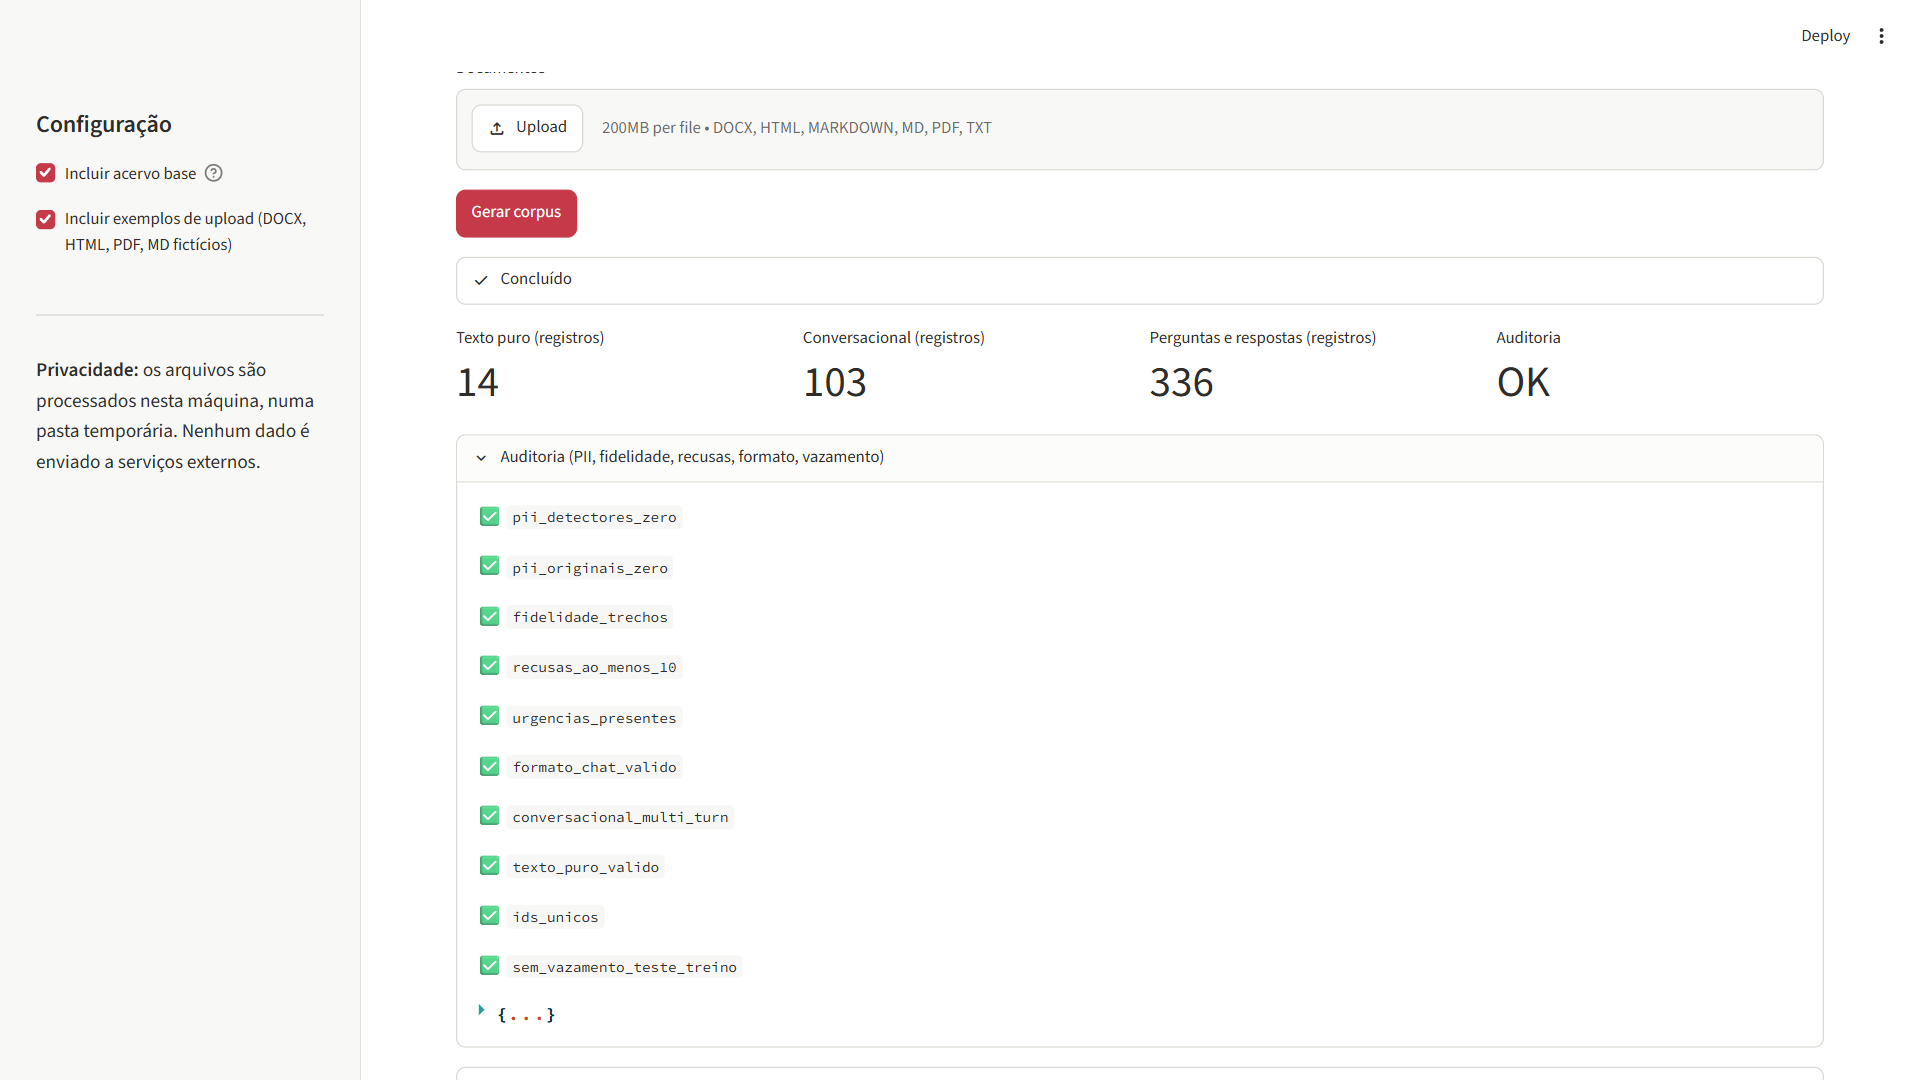 Deploy
Configuração
Incluir acervo base
Incluir exemplos de upload (DOCX,
HTML, PDF, MD fictícios)
Privacidade: os arquivos são
processados nesta máquina, numa
pasta temporária. Nenhum dado é
enviado a serviços externos.
Upload
200MB per file • DOCX, HTML, MARKDOWN, MD, PDF, TXT
Gerar corpus
Concluído
Texto puro (registros)
14
Conversacional (registros)
103
Perguntas e respostas (registros)
336
Auditoria
OK
Auditoria (PII, fidelidade, recusas, formato, vazamento)
pii_detectores_zero
pii_originais_zero
fidelidade_trechos
recusas_ao_menos_10
urgencias_presentes
formato_chat_valido
conversacional_multi_turn
texto_puro_valido
ids_unicos
sem_vazamento_teste_treino
{...}